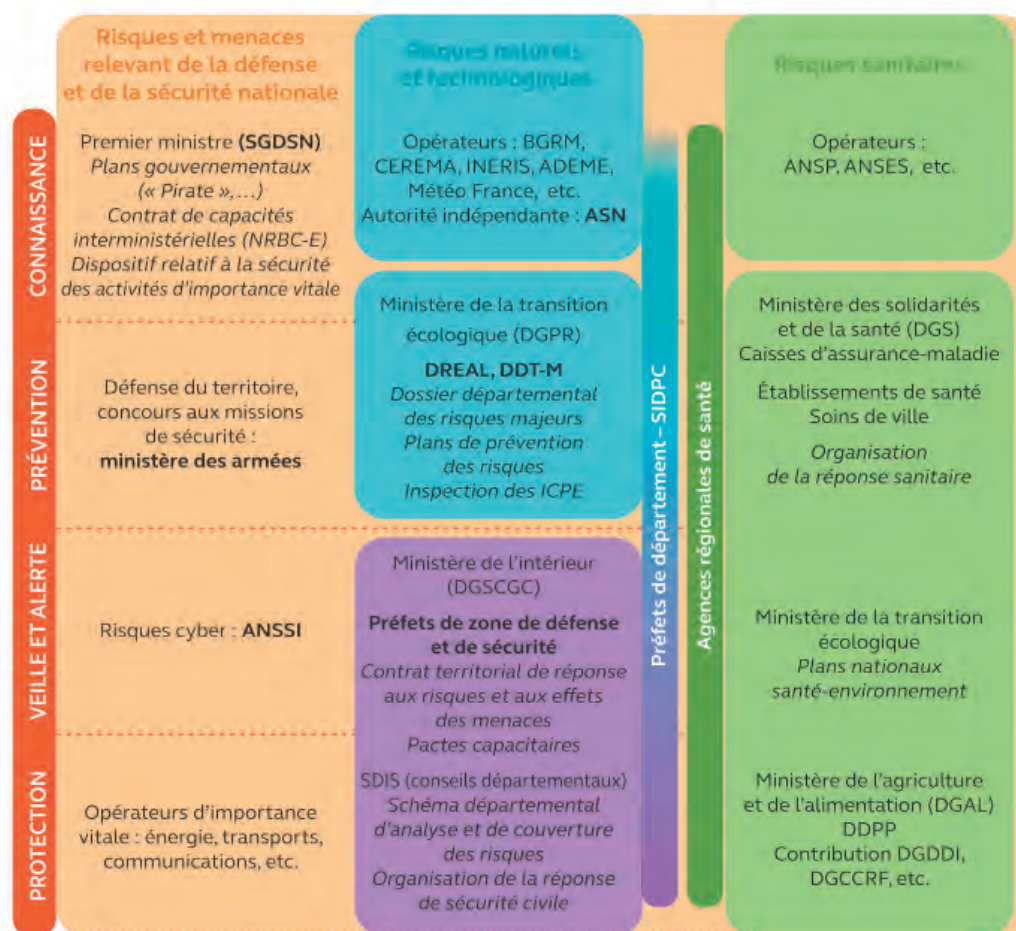 Risques et menaces
relevant de la défense
et de la sécurité nationale
Risques naturels
et technologiques
Risques sanitaires
CONNAISSANCE
Premier ministre (SGDSN)
Plans gouvernementaux
(« Pirate »,…)
Contrat de capacités
interministérielles (NRBC-E)
Dispositif relatif à la sécurité
des activités d’importance vitale
Opérateurs : BGRM,
CEREMA, INERIS, ADEME,
Météo France, etc.
Autorité indépendante : ASN
Opérateurs :
ANSP, ANSES, etc.
PRÉVENTION
Défense du territoire,
concours aux missions
de sécurité :
ministère des armées
Ministère de la transition
écologique (DGPR)
DREAL, DDT-M
Dossier départemental
des risques majeurs
Plans de prévention
des risques
Inspection des ICPE
Préfets de département – SIDPC
Agences régionales de santé
Ministère des solidarités
et de la santé (DGS)
Caisses d’assurance-maladie
Établissements de santé
Soins de ville
Organisation
de la réponse sanitaire
VEILLE ET ALERTE
Risques cyber : ANSSI
Ministère de l’intérieur
(DGSCGC)
Préfets de zone de défense
et de sécurité
Contrat territorial de réponse
aux risques et aux effets
des menaces
Pactes capacitaires
Ministère de la transition
écologique
Plans nationaux
santé-environnement
PROTECTION
Opérateurs d’importance
vitale : énergie, transports,
communications, etc.
SDIS (conseils départementaux)
Schéma départemental
d’analyse et de couverture
des risques
Organisation de la réponse
de sécurité civile
Ministère de l’agriculture
et de l’alimentation (DGAL)
DDPP
Contribution DGDDI,
DGCCRF, etc.